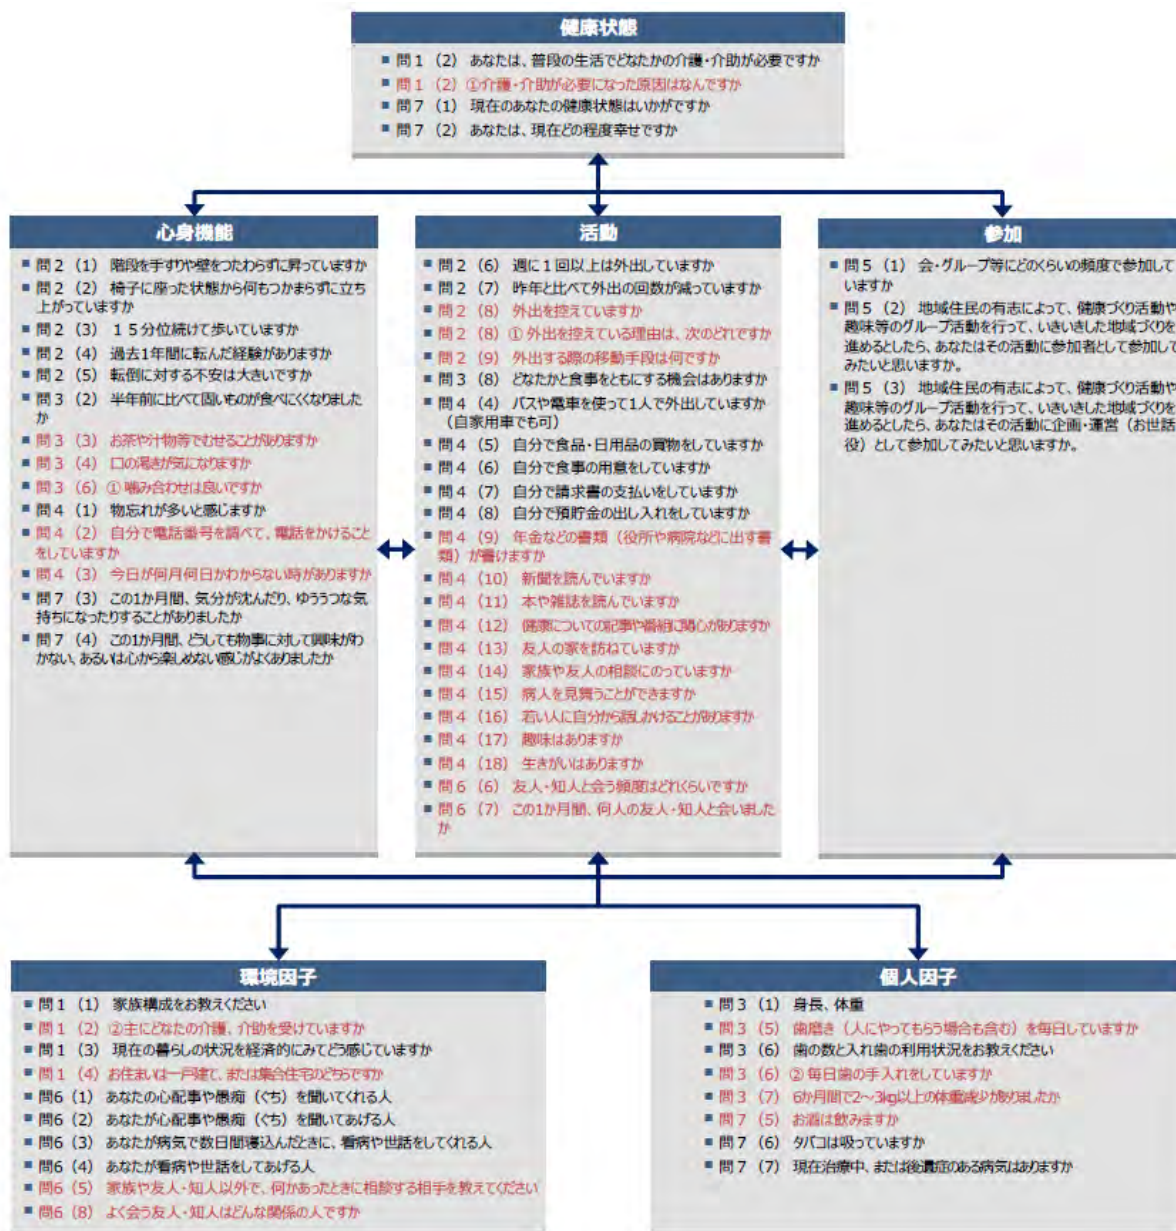 健康状態
■ 問1（2） あなたは、普段の生活でどなたかの介護・介助が必要ですか
■ 問1（2）①介護・介助が必要になった原因はなんですか
■ 問7（1） 現在のあなたの健康状態はいかがですか
■ 問7（2） あなたは、現在どの程度幸せですか
心身機能
■ 問2（1） 階段を手すりや壁をつたわらずに昇っていますか
■ 問2（2） 椅子に座った状態から何もつかまらずに立ち
上がっていますか
■ 問2（3） 15分位続けて歩いていますか
■ 問2（4） 過去1年間に転んだ経験がありますか
■ 問2（5） 転倒に対する不安は大きいですか
■ 問3（2） 半年前に比べて固いものが食べにくくなりました
か
■ 問3（3） お茶や汁物等でむせることがありますか
■ 問3（4） 口の渇きが気になりますか
■ 問3（6）① 噛み合わせは良いですか
■ 問4（1） 物忘れが多いと感じますか
■ 問4（2） 自分で電話番号を調べて、電話をかけること
をしていますか
■ 問4（3） 今日が何月何日かわからない時がありますか
■ 問7（3） この1か月間、気分が沈んだり、ゆううつな気
持ちになったりすることがありましたか
■ 問7（4） この1か月間、どうしても物事に対して興味がわ
かない、あるいは心から楽しめない感じがよくありましたか
活動
■ 問2（6） 週に1回以上は外出していますか
■ 問2（7） 昨年と比べて外出の回数が減っていますか
■ 問2（8） 外出を控えていますか
■ 問2（8）① 外出を控えている理由は、次のどれですか
■ 問2（9） 外出する際の移動手段は何ですか
■ 問3（8） どなたかと食事をともにする機会はありますか
■ 問4（4） バスや電車を使って1人で外出していますか
（自家用車でも可）
■ 問4（5） 自分で食品・日用品の買物をしていますか
■ 問4（6） 自分で食事の用意をしていますか
■ 問4（7） 自分で請求書の支払いをしていますか
■ 問4（8） 自分で預貯金の出し入れをしていますか
■ 問4（9） 年金などの書類（役所や病院などに出す書
類）が書けますか
■ 問4（10） 新聞を読んでいますか
■ 問4（11） 本や雑誌を読んでいますか
■ 問4（12） 健康についての記事や番組に関心がありますか
■ 問4（13） 友人の家を訪ねていますか
■ 問4（14） 家族や友人の相談にのっていますか
■ 問4（15） 病人を見舞うことができますか
■ 問4（16） 若い人に自分から話しかけることがありますか
■ 問4（17） 趣味はありますか
■ 問4（18） 生きがいはありますか
■ 問6（6） 友人・知人と会う頻度はどれくらいですか
■ 問6（7） この1か月間、何人の友人・知人と会いました
か
参加
■ 問5（1） 会・グループ等にどのくらいの頻度で参加して
いますか
■ 問5（2） 地域住民の有志によって、健康づくり活動や
趣味等のグループ活動を行って、いきいきした地域づくりを
進めるとしたら、あなたはその活動に参加者として参加して
みたいと思いますか。
■ 問5（3） 地域住民の有志によって、健康づくり活動や
趣味等のグループ活動を行って、いきいきした地域づくりを
進めるとしたら、あなたはその活動に企画・運営（お世話
役）として参加してみたいと思いますか。
環境因子
■ 問1（1） 家族構成をお教えください
■ 問1（2）②主にどなたの介護、介助を受けていますか
■ 問1（3） 現在の暮らしの状況を経済的にみてどう感じていますか
■ 問1（4）お住まいは一戸建て、または集合住宅のどちらですか
■ 問6（1） あなたの心配事や愚痴（ぐち）を聞いてくれる人
■ 問6（2） あなたが心配事や愚痴（ぐち）を聞いてあげる人
■ 問6（3） あなたが病気で数日間寝込んだときに、看病や世話をしてくれる人
■ 問6（4） あなたが看病や世話をしてあげる人
■ 問6（5） 家族や友人・知人以外で、何かあったときに相談する相手を教えてください
■ 問6（8） よく会う友人・知人はどんな関係の人ですか
個人因子
■ 問3（1） 身長、体重
■ 問3（5） 歯磨き（人にやってもらう場合も含む）を毎日していますか
■ 問3（6） 歯の数と入れ歯の利用状況をお教えください
■ 問3（6）② 毎日歯の手入れをしていますか
■ 問3（7） 6か月間で2～3kg以上の体重減少がありましたか
■ 問7（5） お酒は飲みますか
■ 問7（6） タバコは吸っていますか
■ 問7（7） 現在治療中、または後遺症のある病気はありますか